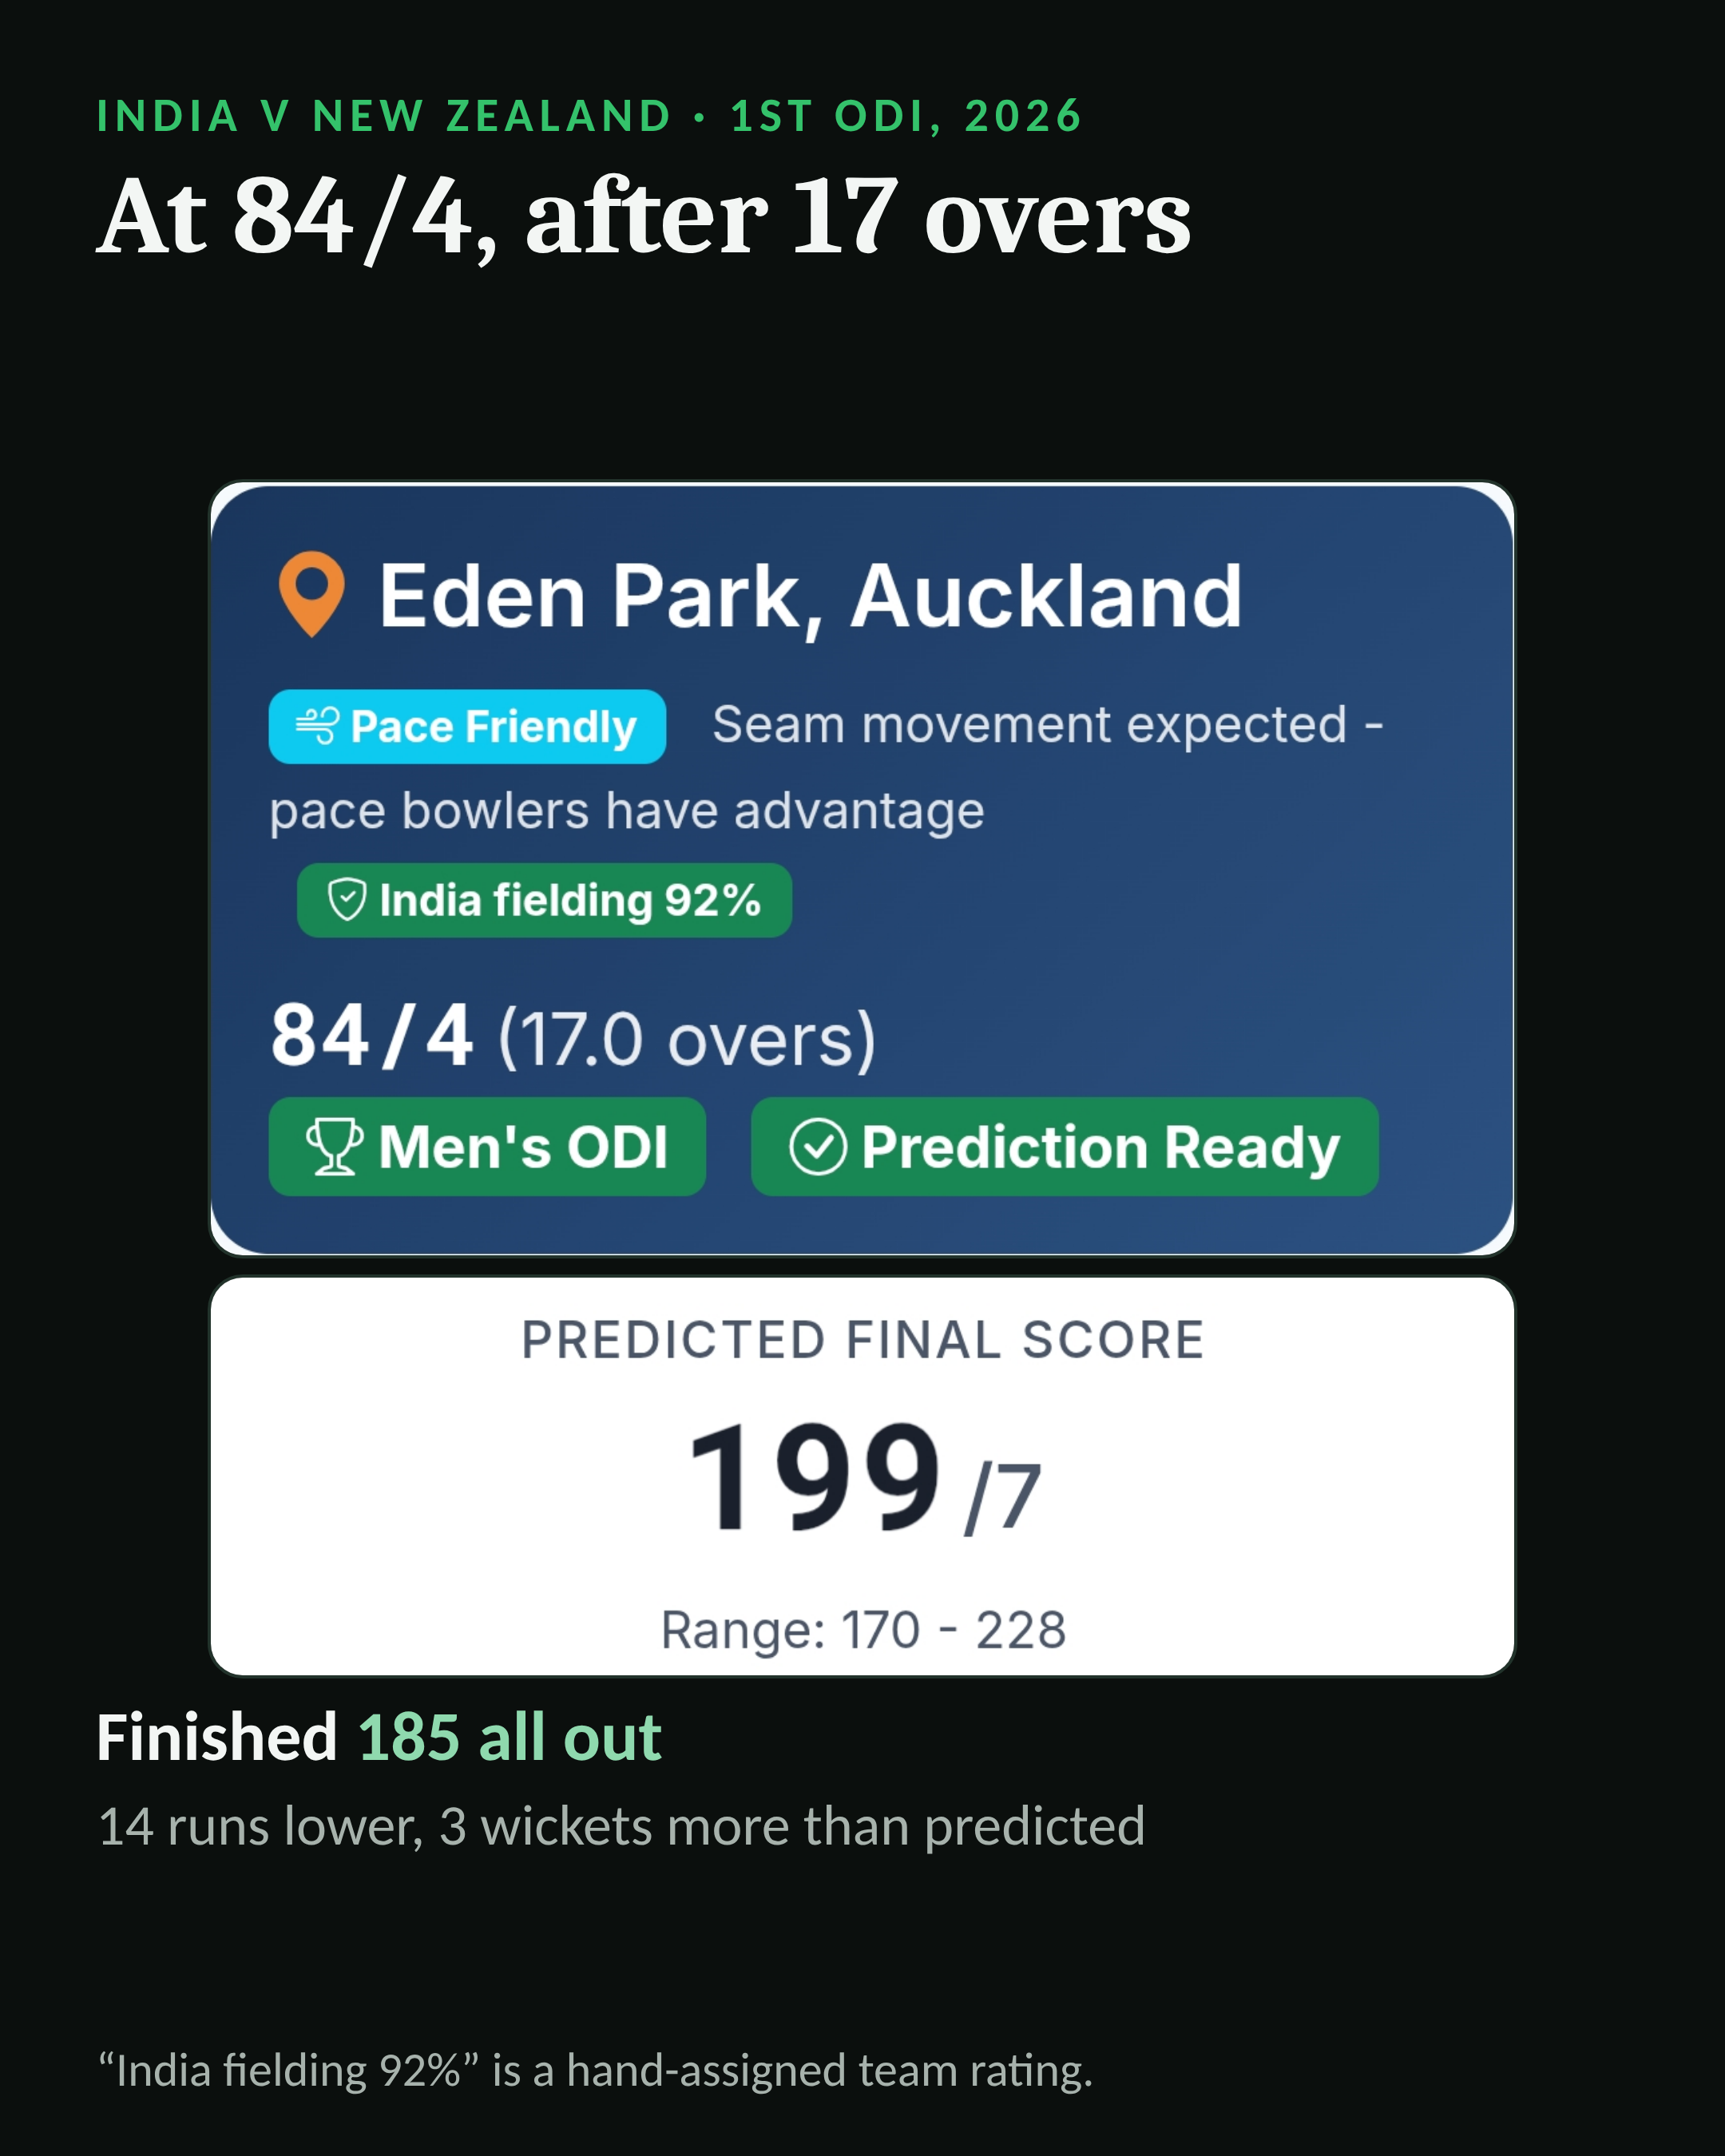 INDIA V NEW ZEALAND · 1ST ODI, 2026
At 84/4, after 17 overs
Eden Park, Auckland
Pace Friendly Seam movement expected -
pace bowlers have advantage
India fielding 92%
84/4 (17.0 overs)
Men's ODI Prediction Ready
PREDICTED FINAL SCORE
199/7
Range: 170 - 228
Finished 185 all out
14 runs lower, 3 wickets more than predicted
“India fielding 92%” is a hand-assigned team rating.